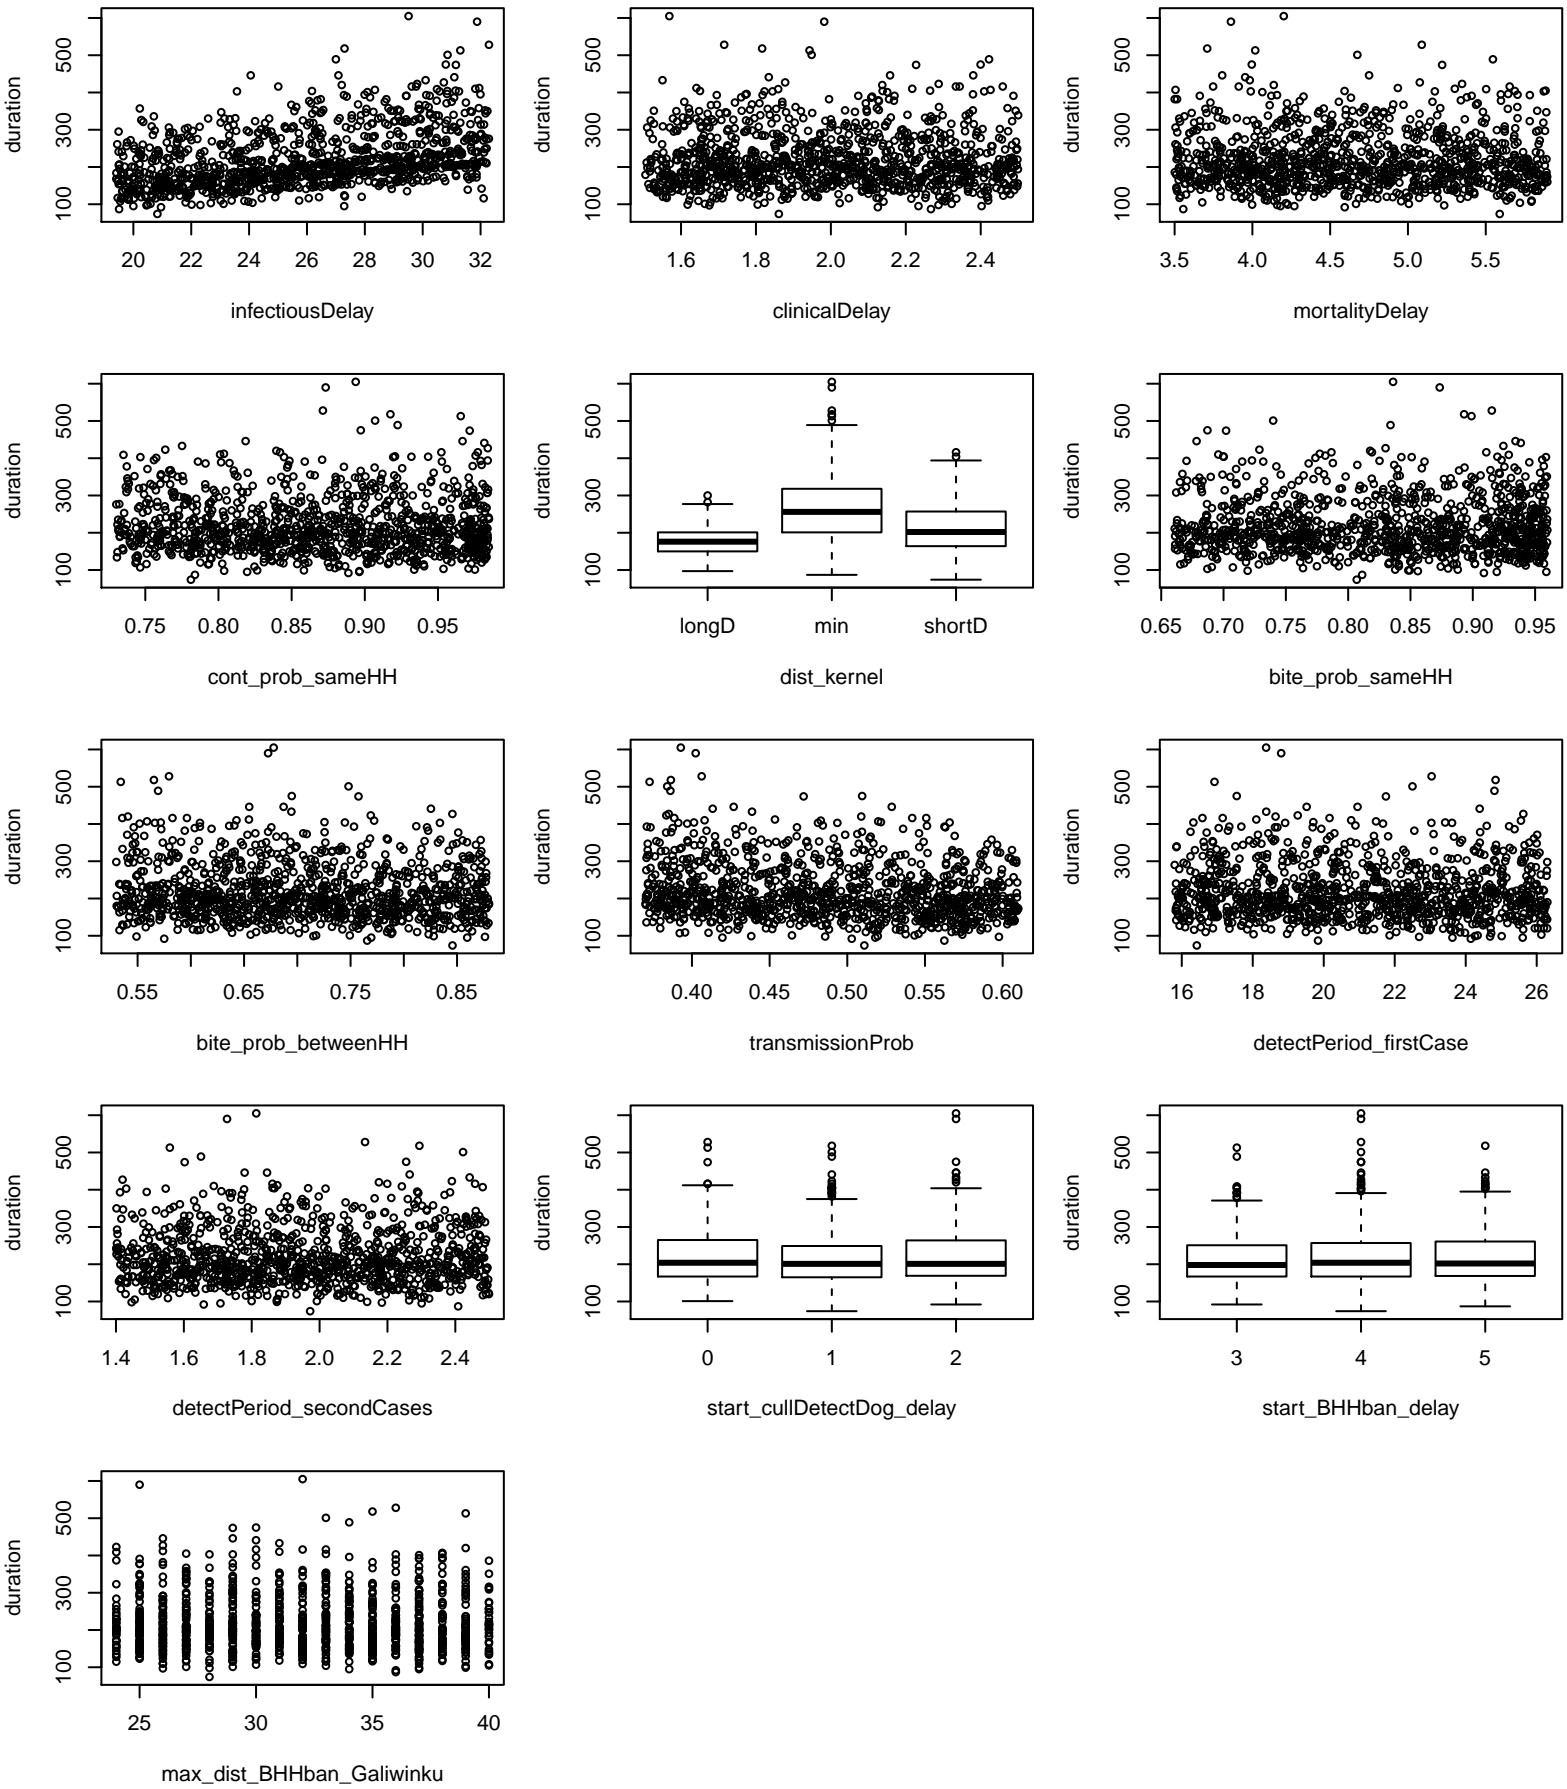 duration
100 300 500
20 22 24 26 28 30 32
infectiousDelay
duration
100 300 500
1.6 1.8 2.0 2.2 2.4
clinicalDelay
duration
100 300 500
3.5 4.0 4.5 5.0 5.5
mortalityDelay
duration
100 300 500
0.75 0.80 0.85 0.90 0.95
cont_prob_sameHH
duration
100 300 500
longD min shortD
dist_kernel
duration
100 300 500
0.65 0.70 0.75 0.80 0.85 0.90 0.95
bite_prob_sameHH
duration
100 300 500
0.55 0.65 0.75 0.85
bite_prob_betweenHH
duration
100 300 500
0.40 0.45 0.50 0.55 0.60
transmissionProb
duration
100 300 500
16 18 20 22 24 26
detectPeriod_firstCase
duration
100 300 500
1.4 1.6 1.8 2.0 2.2 2.4
detectPeriod_secondCases
duration
100 300 500
0 1 2
start_cullDetectDog_delay
duration
100 300 500
3 4 5
start_BHHban_delay
duration
100 300 500
25 30 35 40
max_dist_BHHban_Galiwinku